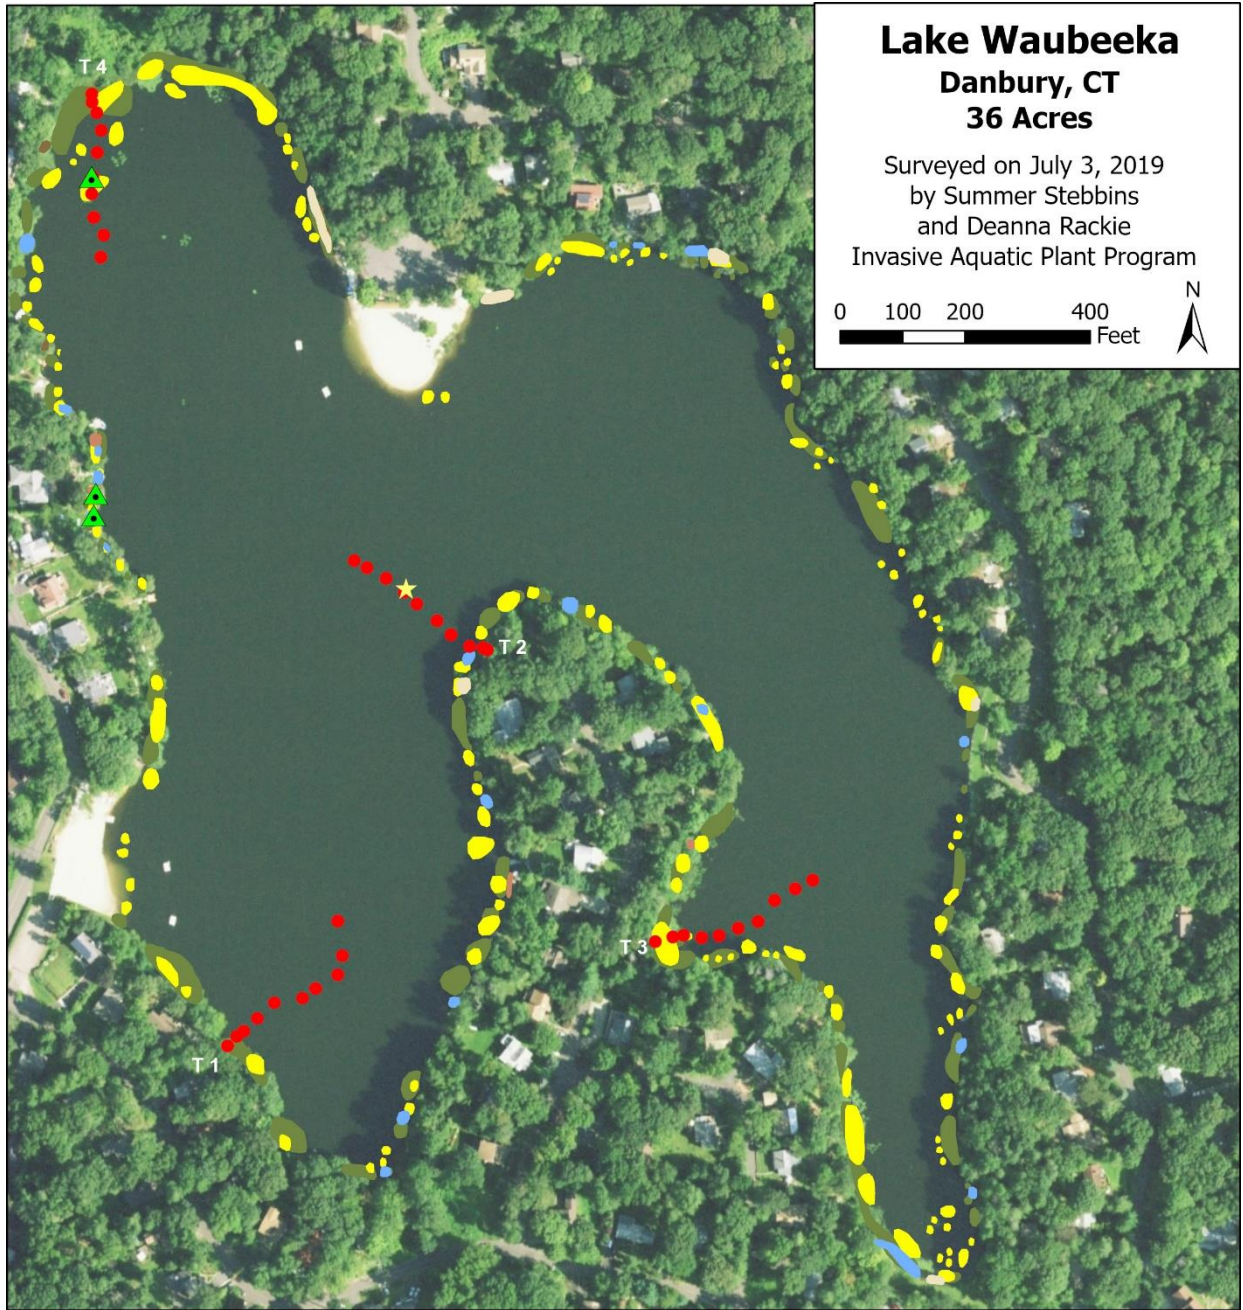 Lake Waubeeka
Danbury, CT
36 Acres
Surveyed on July 3, 2019
by Summer Stebbins
and Deanna Rackie
Invasive Aquatic Plant Program
N
0 100 200 400
Feet
T 4
T 2
T 3
T 1